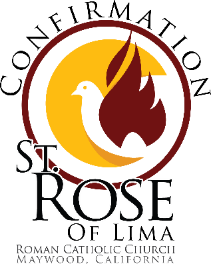 CONFIRMATION
ST.
ROSE
OF LIMA
ROMAN CATHOLIC CHURCH
MAYWOOD, CALIFORNIA